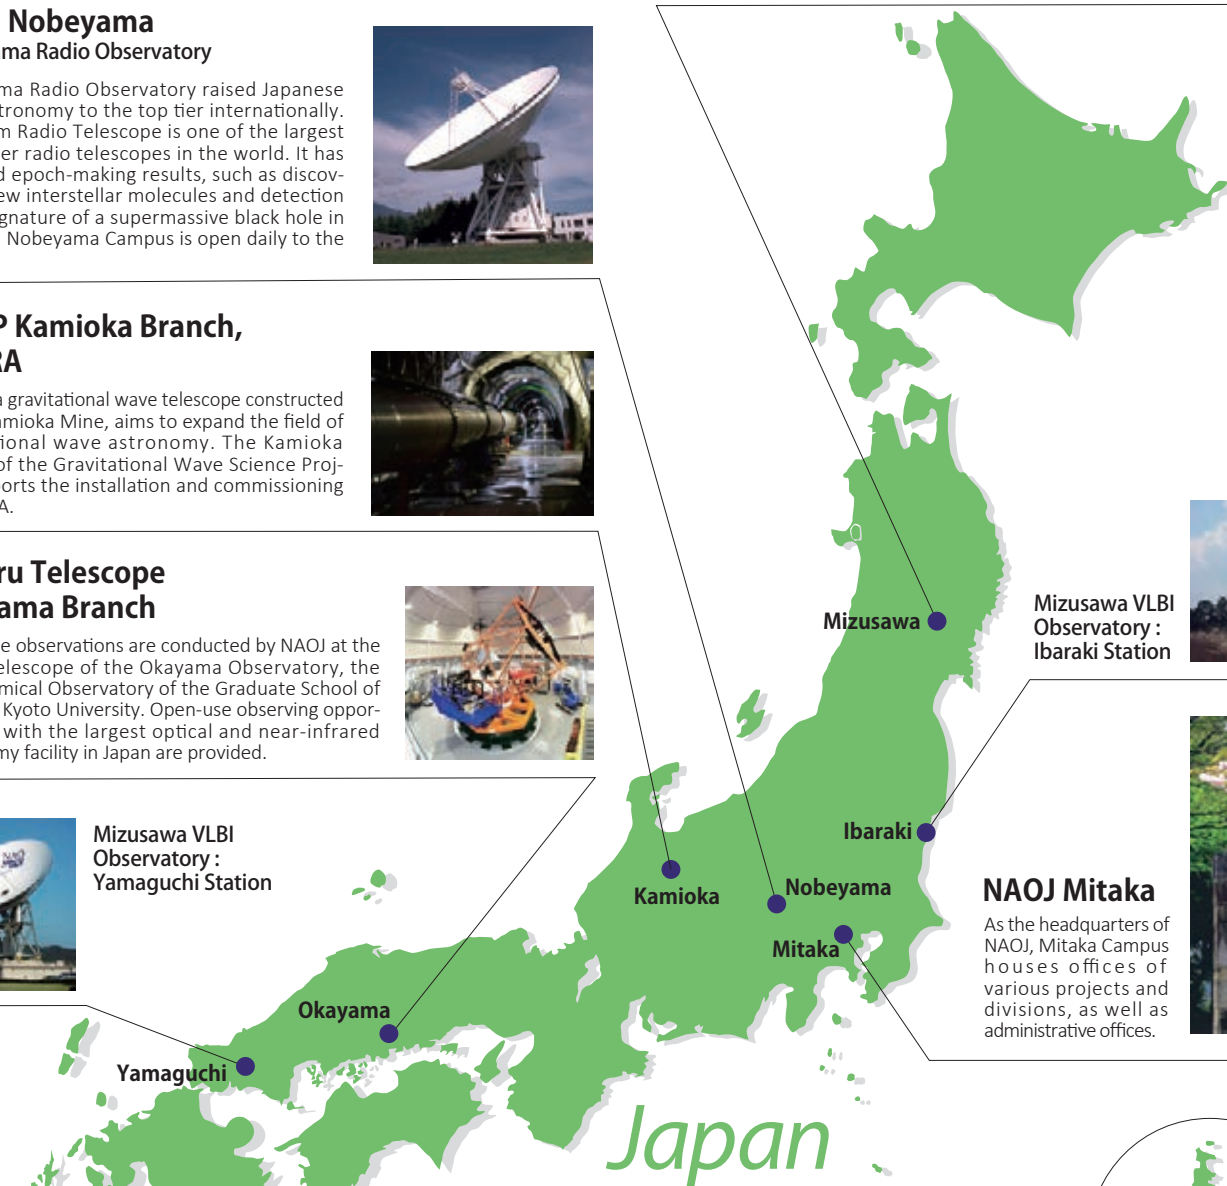 Nobeyama
ma Radio Observatory
ma Radio Observatory raised Japanese
tronomy to the top tier internationally.
m Radio Telescope is one of the largest
er radio telescopes in the world. It has
d epoch-making results, such as discov-
ew interstellar molecules and detection
gnature of a supermassive black hole in
Nobeyama Campus is open daily to the
P Kamioka Branch,
RA
a gravitational wave telescope constructed
amioka Mine, aims to expand the field of
ional wave astronomy. The Kamioka
of the Gravitational Wave Science Proj-
orts the installation and commissioning
A.
ru Telescope
ama Branch
e observations are conducted by NAOJ at the
elescope of the Okayama Observatory, the
mical Observatory of the Graduate School of
Kyoto University. Open-use observing oppor-
with the largest optical and near-infrared
my facility in Japan are provided.
Mizusawa VLBI
Observatory :
Yamaguchi Station
Mizusawa
Mizusawa VLBI
Observatory :
Ibaraki Station
Ibaraki
Kamioka
Nobeyama
Mitaka
NAOJ Mitaka
As the headquarters of
NAOJ, Mitaka Campus
houses offices of
various projects and
divisions, as well as
administrative offices.
Okayama
Yamaguchi
Japan